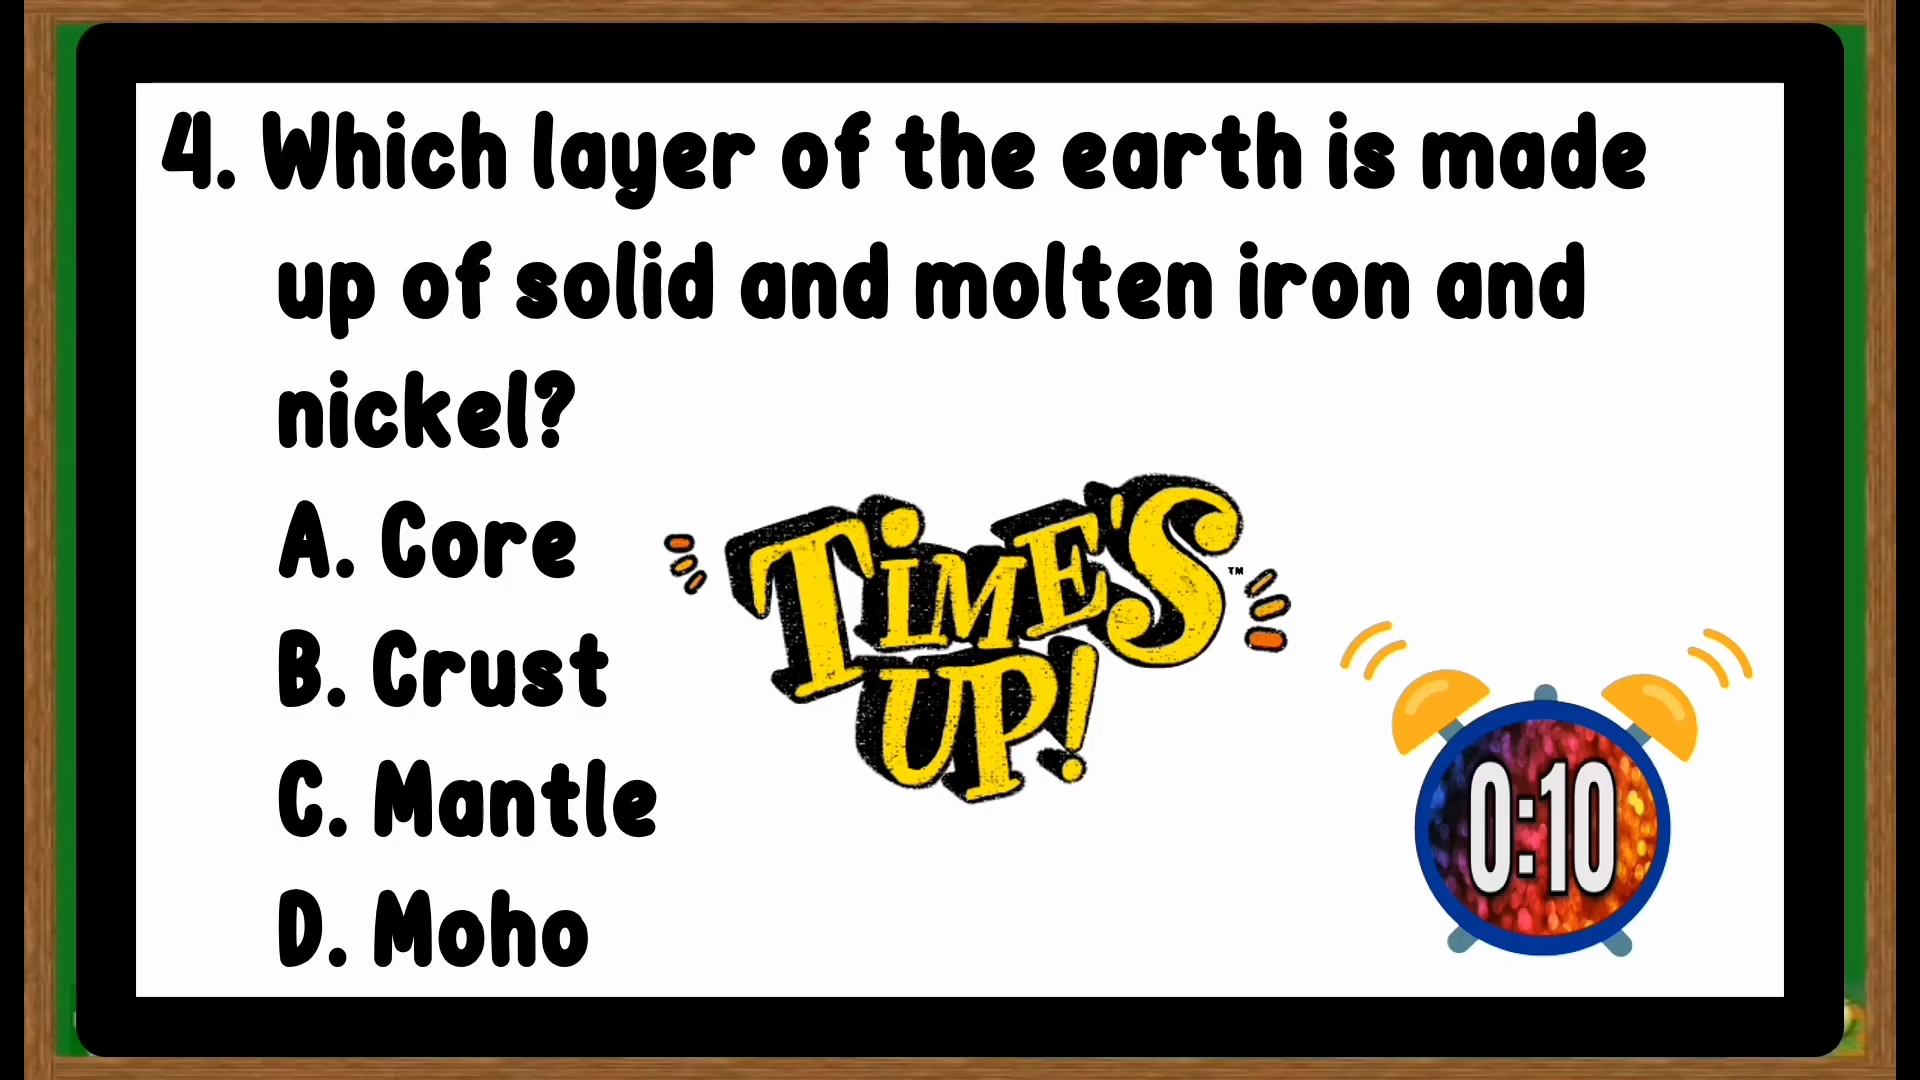 4. Which layer of the earth is made
up of solid and molten iron and
nickel?
A. Core
B. Crust
C. Mantle
D. Moho
TiME'S
UP!
™
0:10